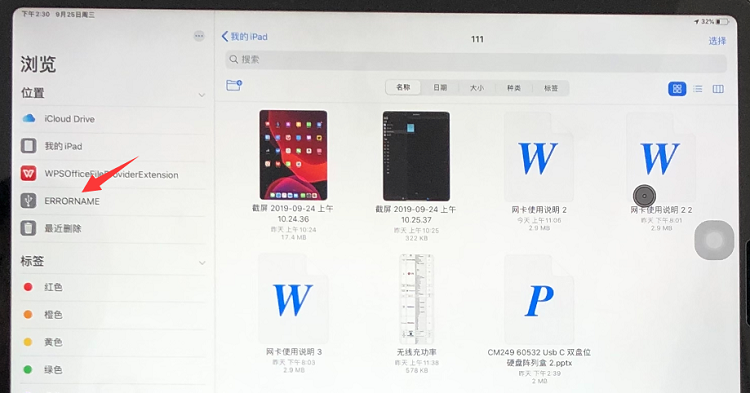 下午2:30 9月25日周三
32%
浏览
位置
iCloud Drive
我的 iPad
WPSOfficeFileProviderExtension
ERRORNAME
最近删除
标签
红色
橙色
黄色
绿色
我的 iPad
111
选择
搜索
名称 日期 大小 种类 标签
截屏 2019-09-24 上午
10.24.36
昨天 上午10:24
17.4 MB
截屏 2019-09-24 上午
10.25.37
昨天 上午10:25
322 KB
网卡使用说明 2
今天 上午11:06
2.9 MB
网卡使用说明 2 2
昨天 下午6:01
2.9 MB
网卡使用说明 3
昨天 下午6:03
2.9 MB
无线充功率
昨天 上午11:38
578 KB
CM249 60532 Usb C 双盘位
硬盘阵列盒 2.pptx
昨天 下午2:39
2 MB